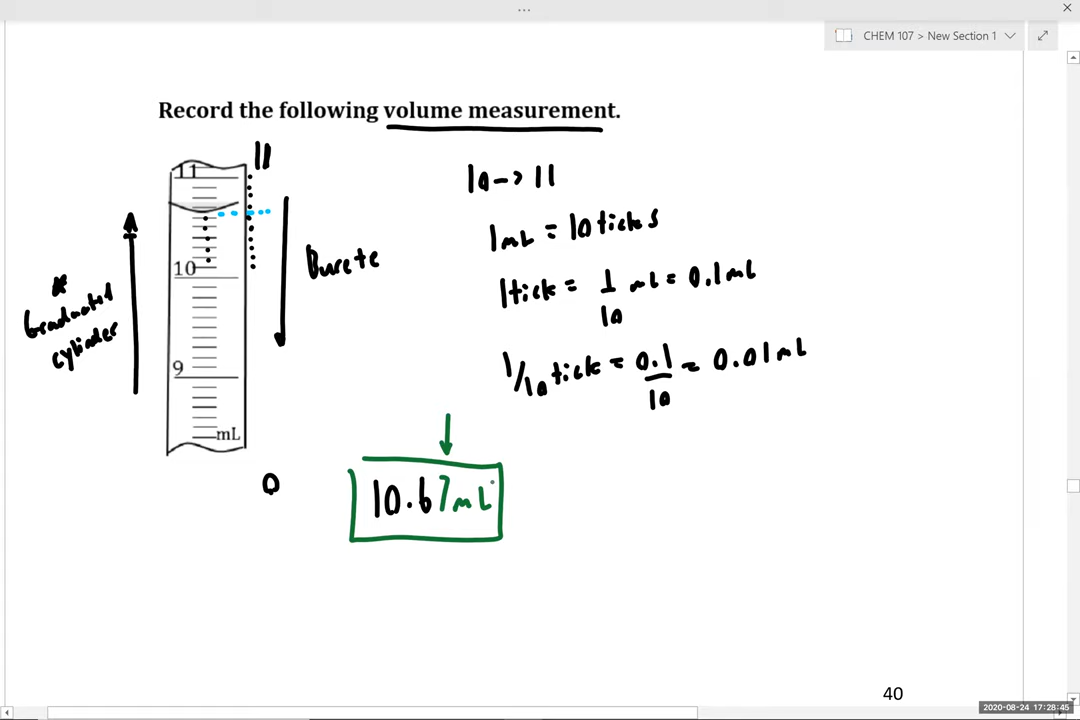 ...
CHEM 107 > New Section 1
Record the following volume measurement.
11
11
10 -> 11
1 mL = 10 ticks
10
Burete
# Graduated cylinder
1 tick = 1/10 mL = 0.1 mL
9
1/10 tick = 0.1/10 = 0.01 mL
mL
0
10.67 mL
40
2020-08-24 17:28:45